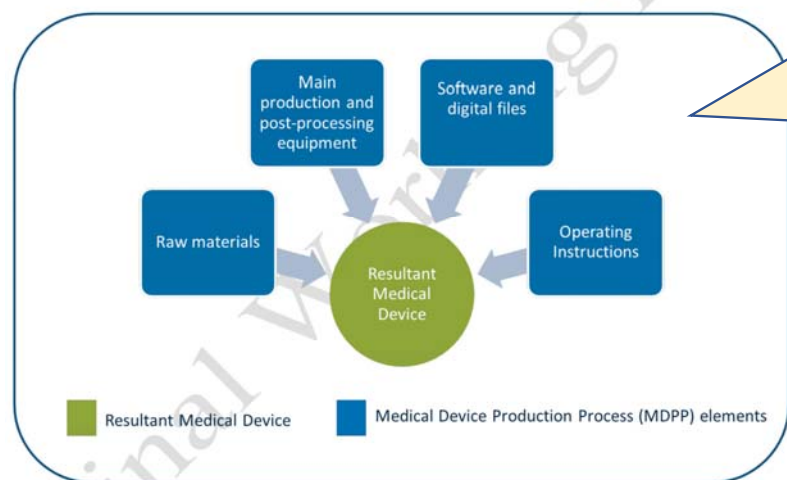 Main
production and
post-processing
equipment
Software and
digital files
Raw materials
Operating
Instructions
Resultant
Medical
Device
Resultant Medical Device
Medical Device Production Process (MDPP) elements